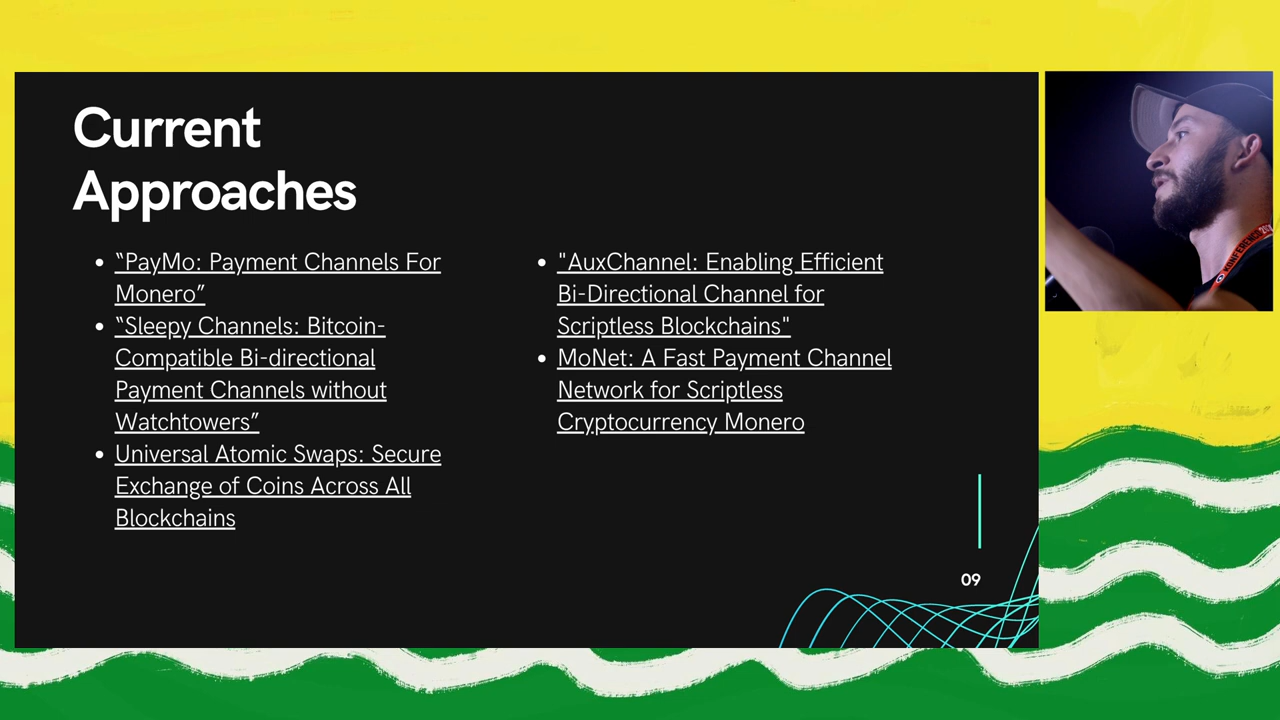 Current
Approaches
• “PayMo: Payment Channels For
Monero”
• “Sleepy Channels: Bitcoin-
Compatible Bi-directional
Payment Channels without
Watchtowers”
• Universal Atomic Swaps: Secure
Exchange of Coins Across All
Blockchains
• "AuxChannel: Enabling Efficient
Bi-Directional Channel for
Scriptless Blockchains"
• MoNet: A Fast Payment Channel
Network for Scriptless
Cryptocurrency Monero
09